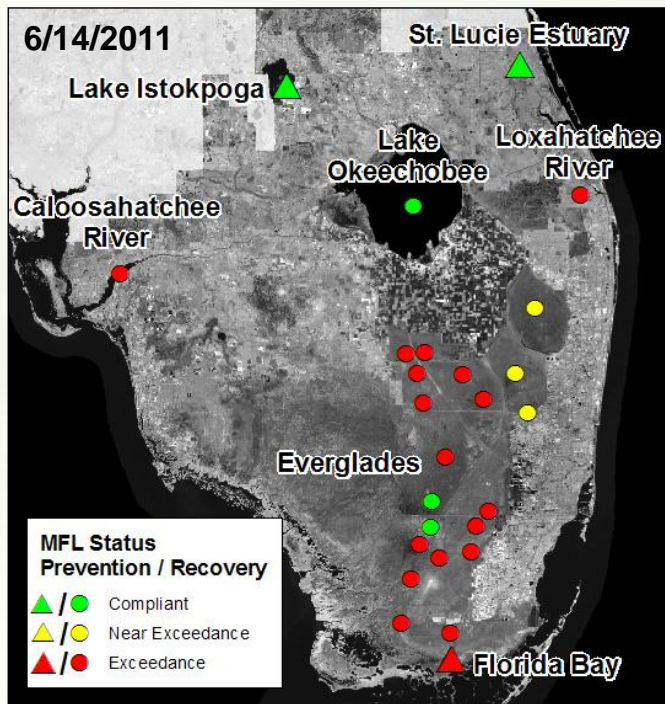 6/14/2011
St. Lucie Estuary
Lake Istokpoga
Lake
Okeechobee
Loxahatchee
River
Caloosahatchee
River
Everglades
MFL Status
Prevention / Recovery
/ Compliant
/ Near Exceedance
/ Exceedance
Florida Bay